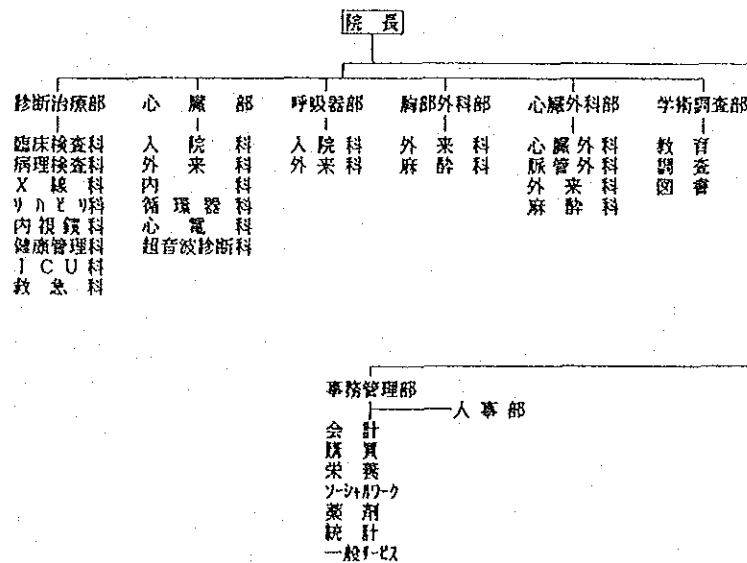 院長
診断治療部
臨床検査科
病理検査科
X線科
リハビリ科
内視鏡科
健康管理科
ICU科
救急科
心臓部
入院科
外来科
内科
循環器科
心電科
超音波診断科
呼吸器部
入院科
外来科
胸部外科部
外来科
麻酔科
心臓外科部
心臓外科
脈管外科
外来科
麻酔科
学術調査部
教育
調査
図書
事務管理部
人事部
会計
購買
栄養
ソーシャルワーク
薬剤
統計
一般サービス